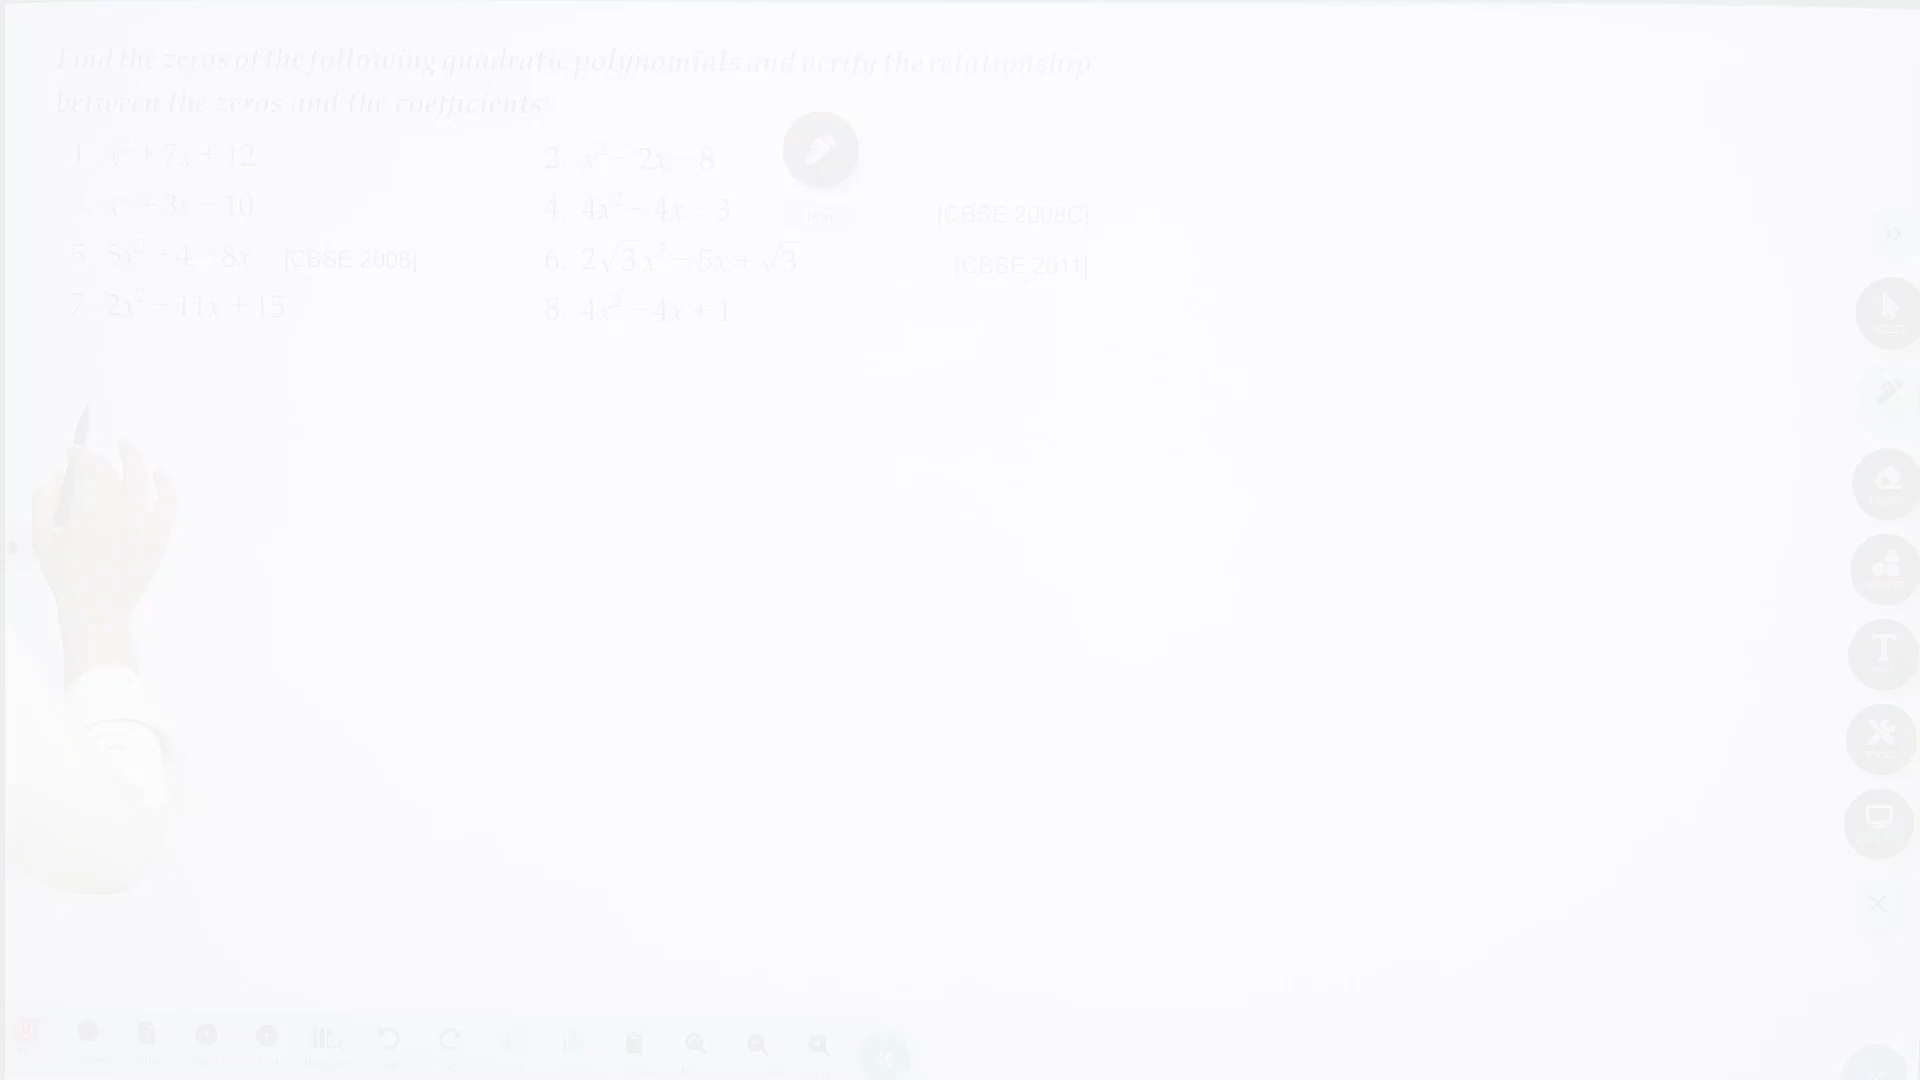 Find the zeros of the following quadratic polynomials and verify the relationship
between the zeros and the coefficients
1. x² + 7x + 12 2. x² − 2x − 8
3. x² + 3x − 10 4. 4x² − 4x − 3 [CBSE 2008C]
5. 5x² − 4 − 8x [CBSE 2008] 6. 2√3x² − 5x + √3 [CBSE 2011]
7. 2x² − 11x + 15 8. 4x² − 4x + 1